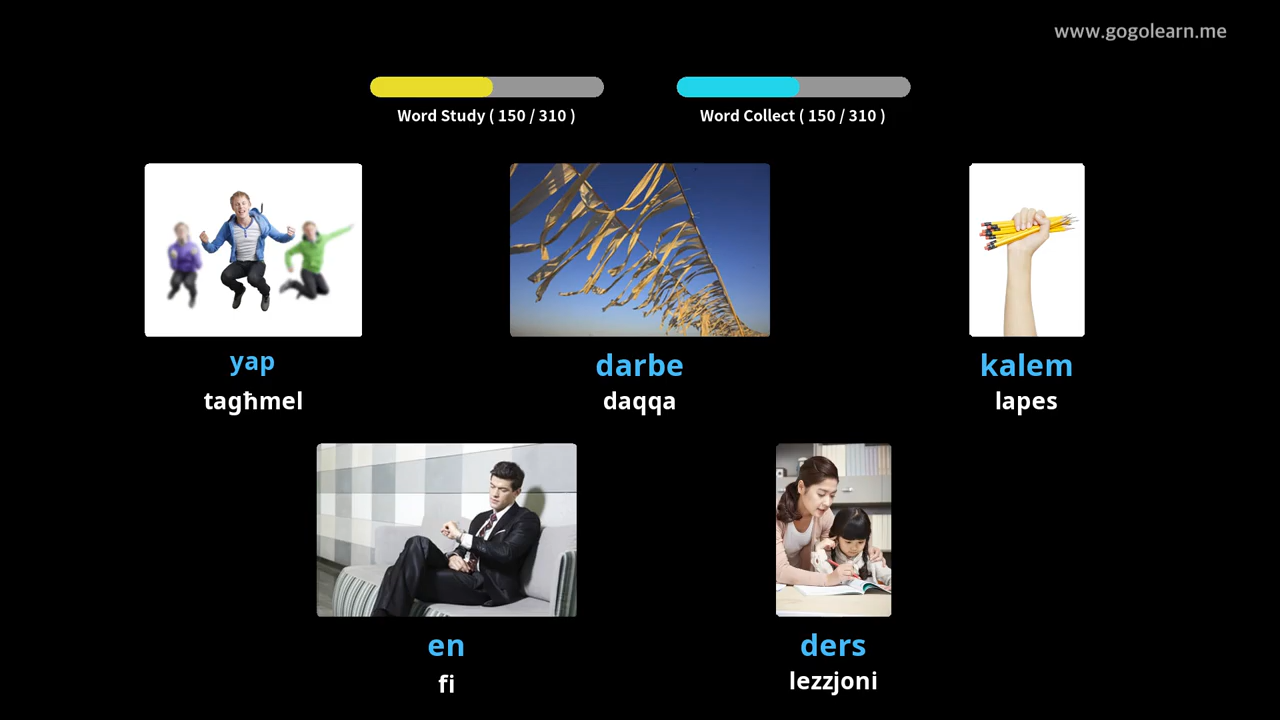 www.gogolearn.me
Word Study ( 150 / 310 )
Word Collect ( 150 / 310 )
yap
tagħmel
darbe
daqqa
kalem
lapes
en
fi
ders
lezzjoni